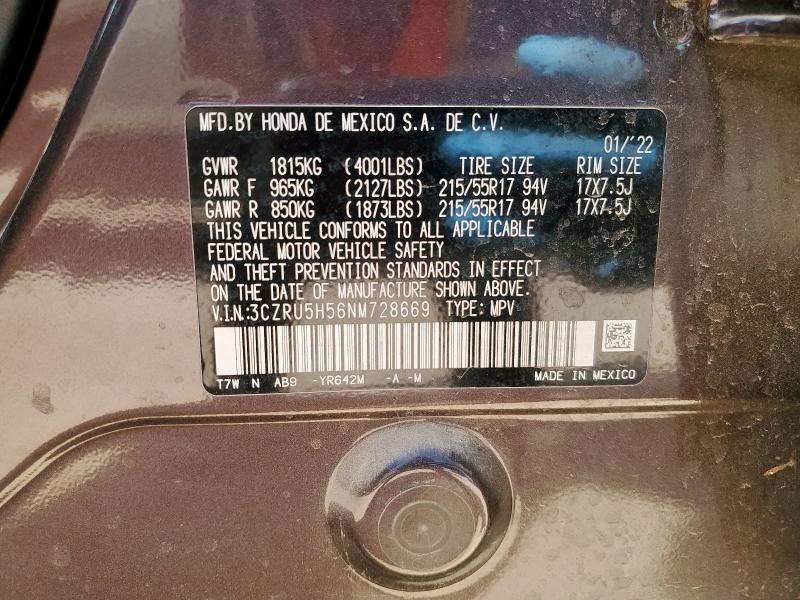 MFD.BY HONDA DE MEXICO S.A. DE C.V.
01/'22
GVWR 1815KG (4001LBS) TIRE SIZE RIM SIZE
GAWR F 965KG (2127LBS) 215/55R17 94V 17X7.5J
GAWR R 850KG (1873LBS) 215/55R17 94V 17X7.5J
THIS VEHICLE CONFORMS TO ALL APPLICABLE
FEDERAL MOTOR VEHICLE SAFETY
AND THEFT PREVENTION STANDARDS IN EFFECT
ON THE DATE OF MANUFACTURE SHOWN ABOVE.
V.I.N:3CZRU5H56NM728669 TYPE: MPV
T7W N AB9 -YR642M -A -M MADE IN MEXICO